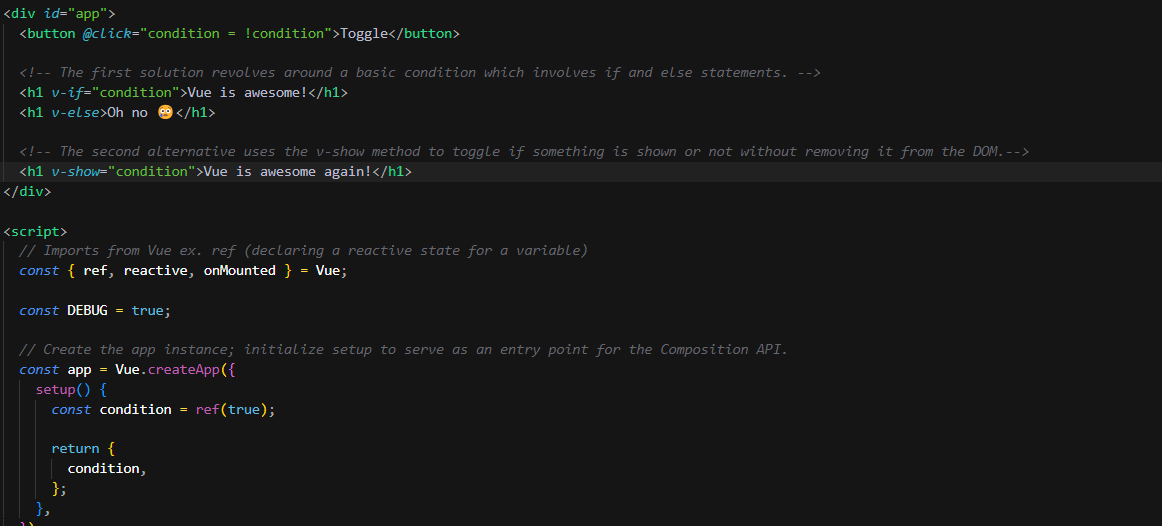 <div id="app">
  <button @click="condition = !condition">Toggle</button>

  <!-- The first solution revolves around a basic condition which involves if and else statements. -->
  <h1 v-if="condition">Vue is awesome!</h1>
  <h1 v-else>Oh no 😨</h1>

  <!-- The second alternative uses the v-show method to toggle if something is shown or not without removing it from the DOM.-->
  <h1 v-show="condition">Vue is awesome again!</h1>
</div>

<script>
  // Imports from Vue ex. ref (declaring a reactive state for a variable)
  const { ref, reactive, onMounted } = Vue;

  const DEBUG = true;

  // Create the app instance; initialize setup to serve as an entry point for the Composition API.
  const app = Vue.createApp({
    setup() {
      const condition = ref(true);

      return {
        condition,
      };
    },
  })